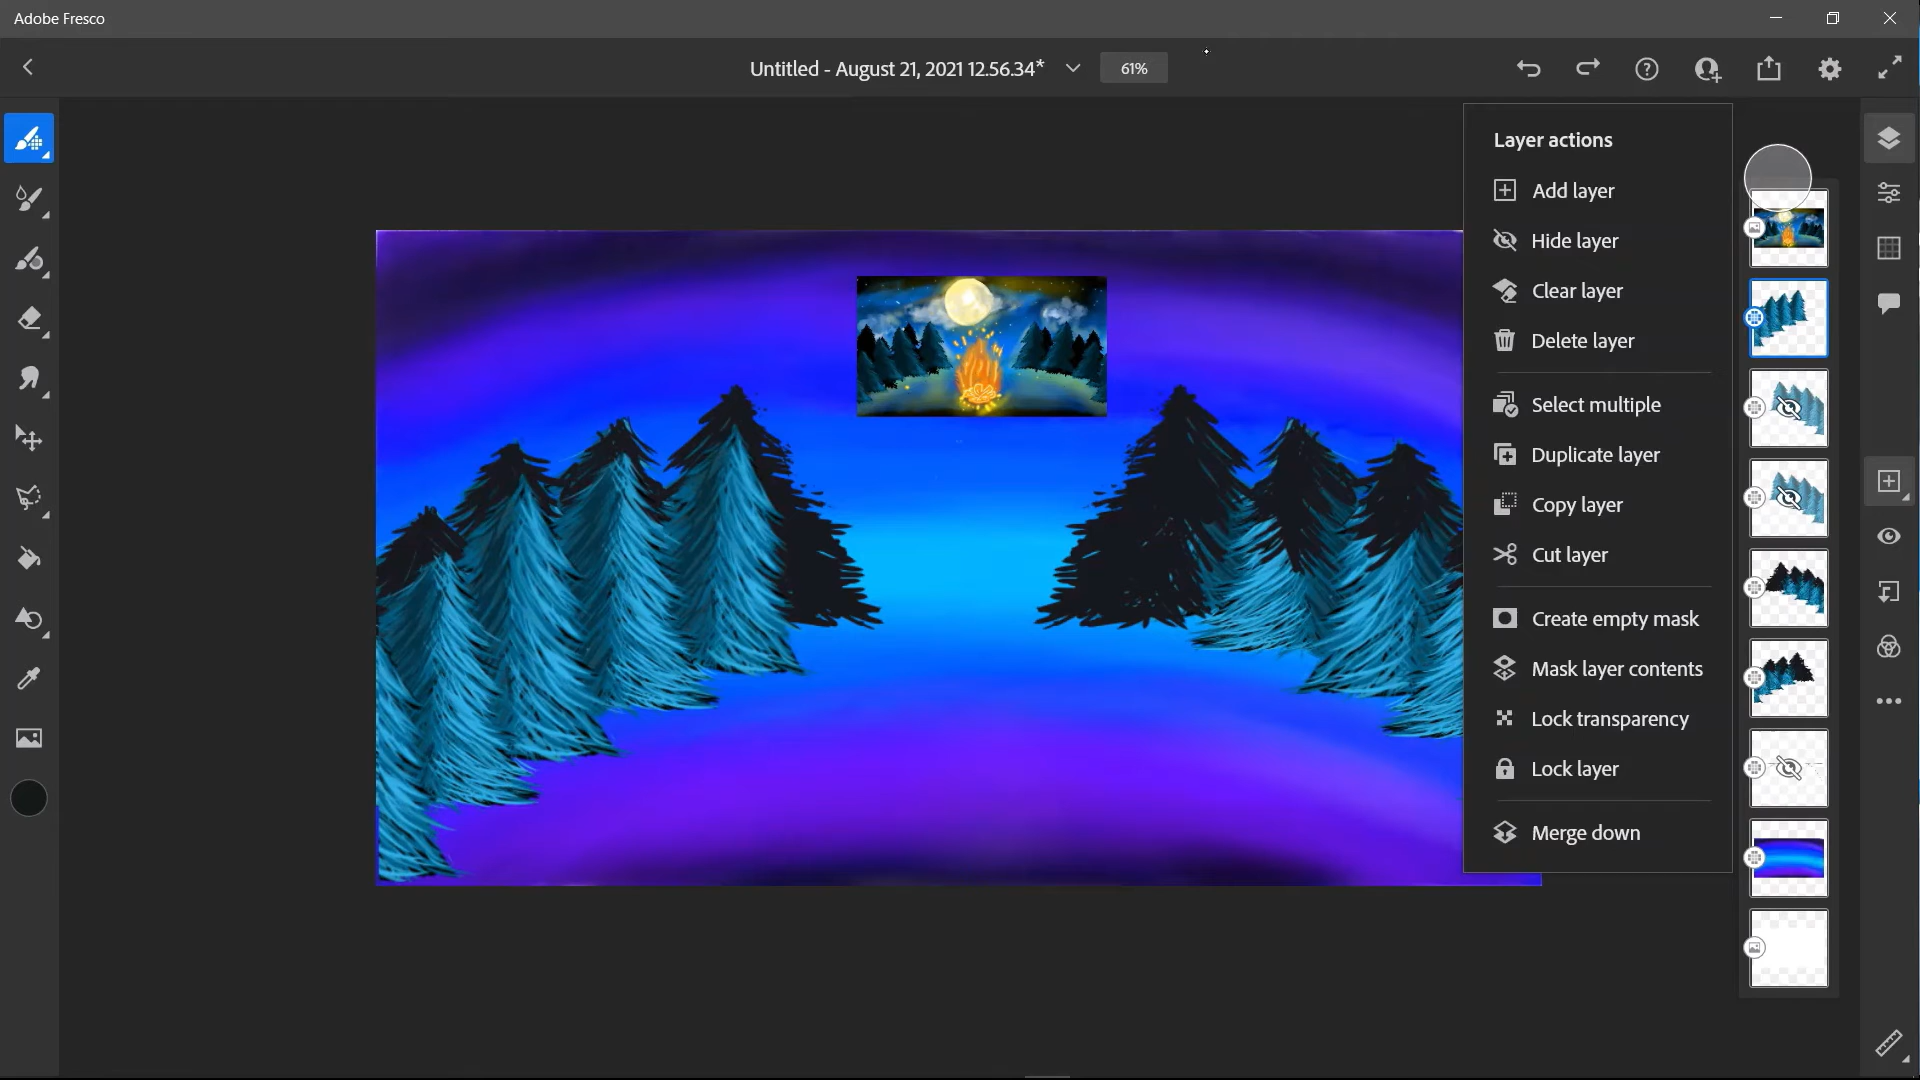 Adobe Fresco
Untitled - August 21, 2021 12.56.34*
61%
Layer actions
Add layer
Hide layer
Clear layer
Delete layer
Select multiple
Duplicate layer
Copy layer
Cut layer
Create empty mask
Mask layer contents
Lock transparency
Lock layer
Merge down